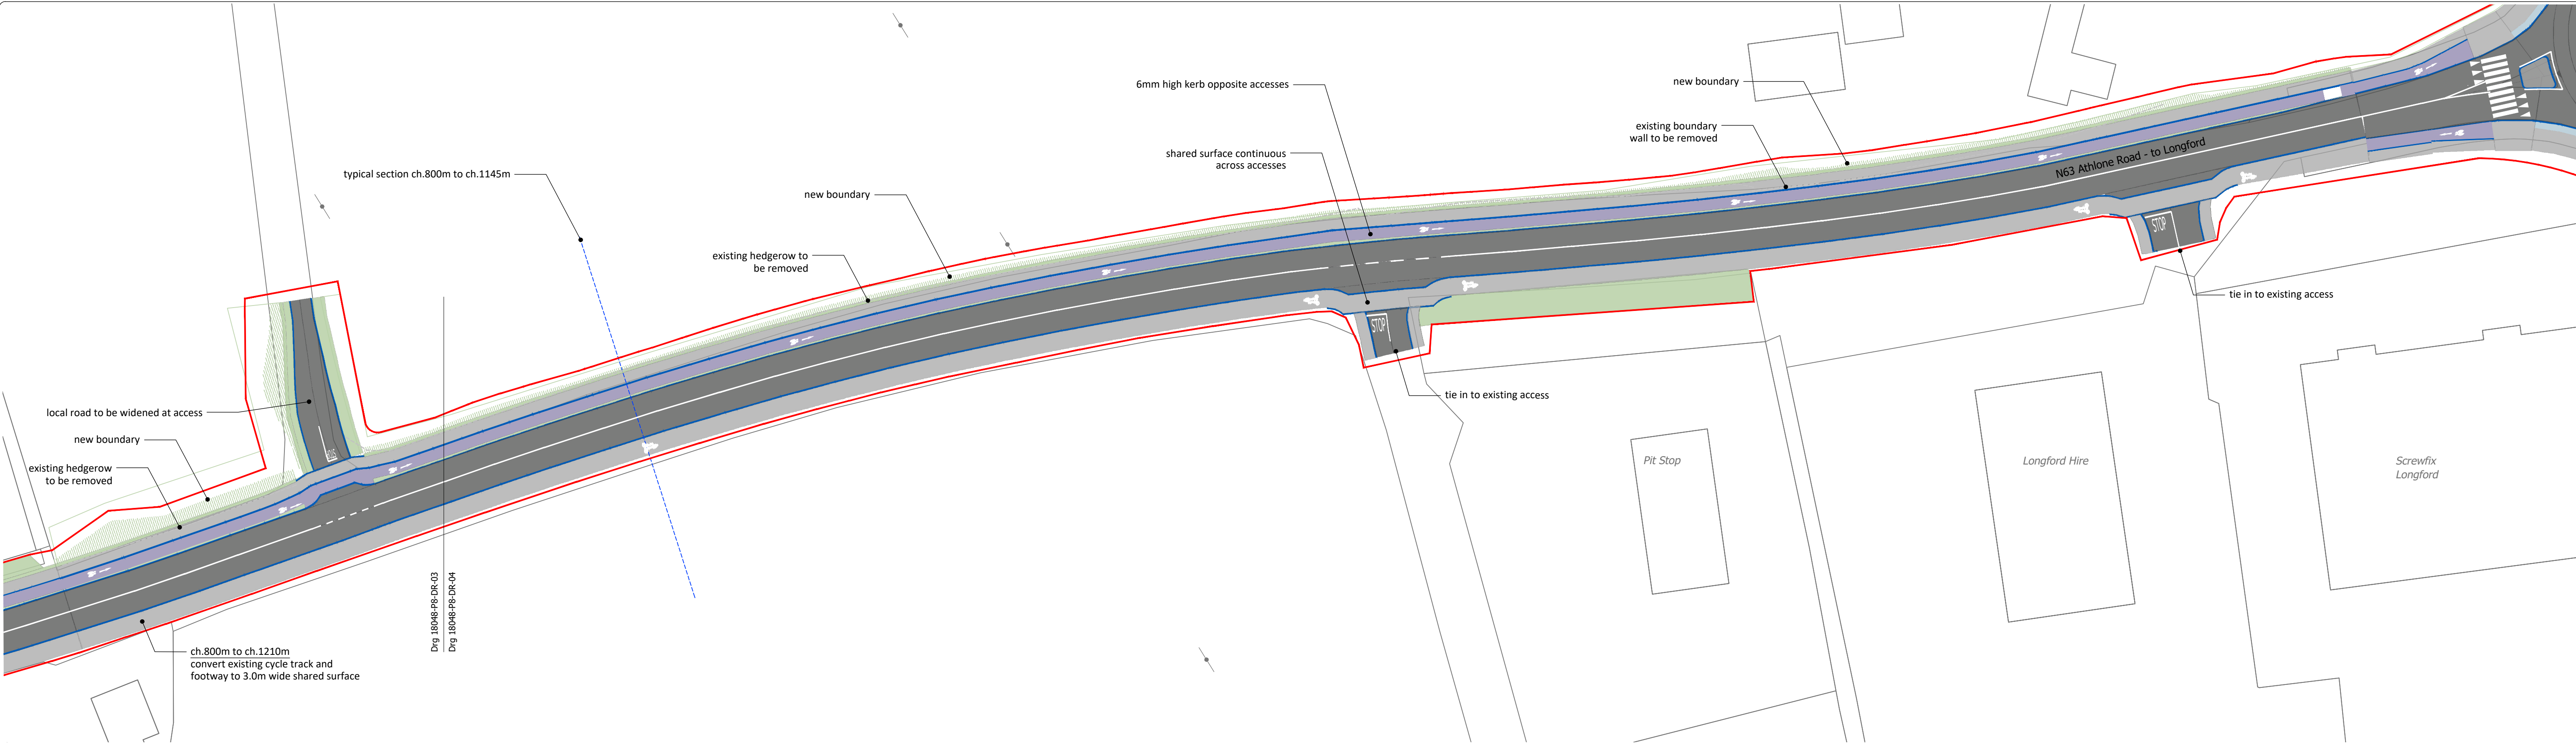 6mm high kerb opposite accesses
new boundary
existing boundary
wall to be removed
shared surface continuous
across accesses
N63 Athlone Road - to Longford
typical section ch.800m to ch.1145m
new boundary
existing hedgerow to
be removed
STOP
tie in to existing access
STOP
tie in to existing access
local road to be widened at access
new boundary
existing hedgerow
to be removed
STOP
Pit Stop
Longford Hire
Screwfix
Longford
Drg 18048-P8-DR-03
Drg 18048-P8-DR-04
ch.800m to ch.1210m
convert existing cycle track and
footway to 3.0m wide shared surface